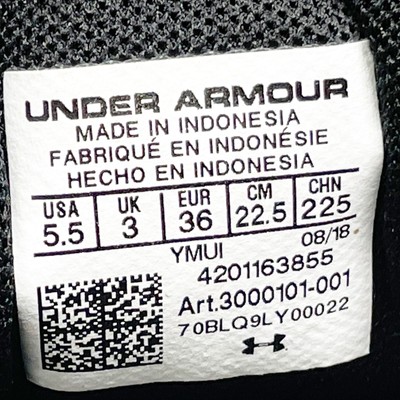 UNDER ARMOUR
MADE IN INDONESIA
FABRIQUÉ EN INDONÉSIE
HECHO EN INDONESIA
USA UK EUR CM CHN
5.5 3 36 22.5 225
YMUI 08/18
4201163855
Art.3000101-001
70BLQ9LY00022